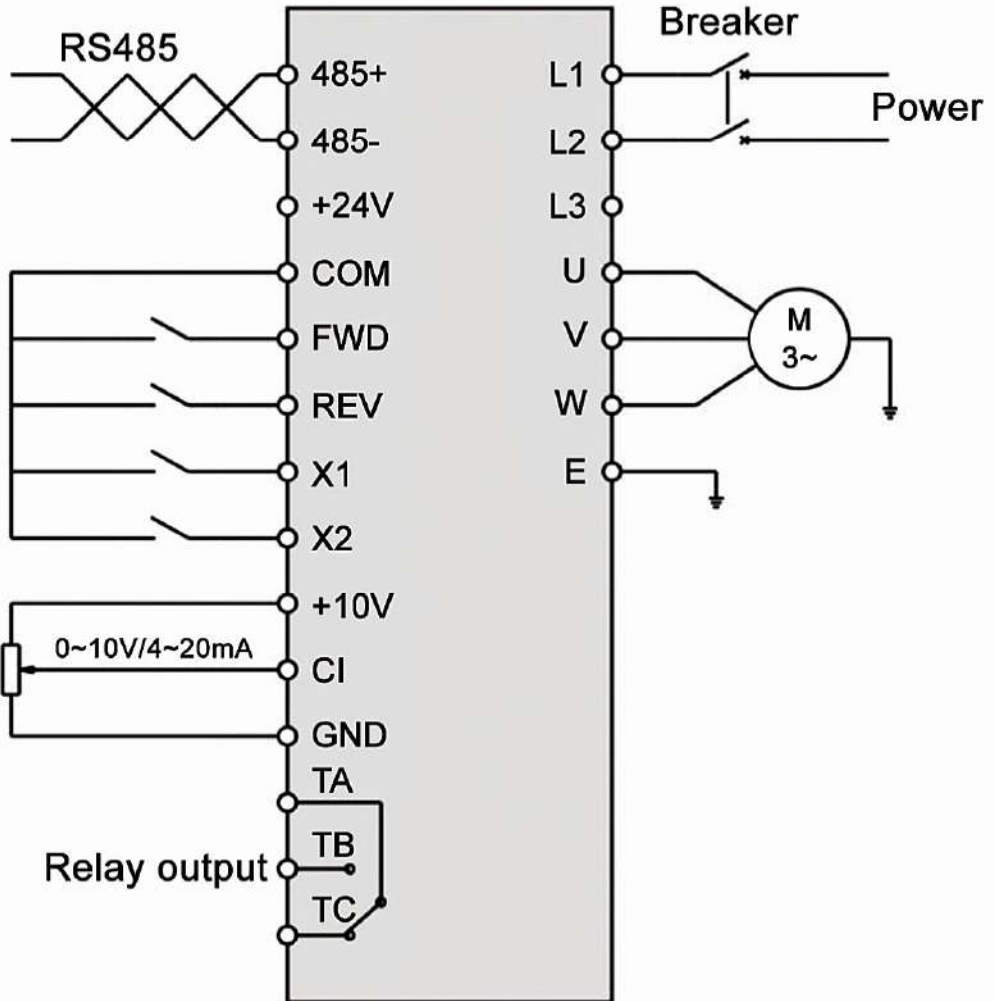 Breaker
RS485
485+
L1
Power
485-
L2
+24V
L3
COM
U
FWD
V
M
3~
REV
W
X1
E
X2
+10V
0~10V/4~20mA
CI
GND
TA
TB
Relay output
TC